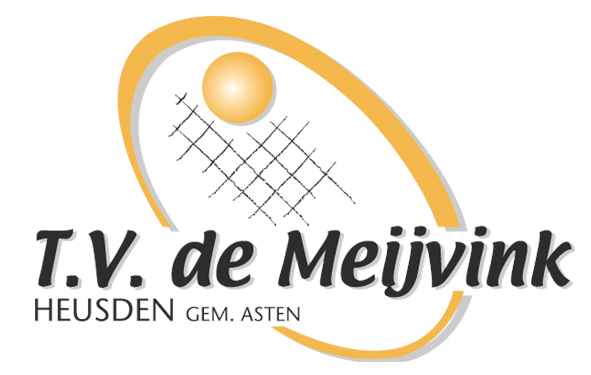 T.V. de Meijvink
HEUSDEN GEM. ASTEN